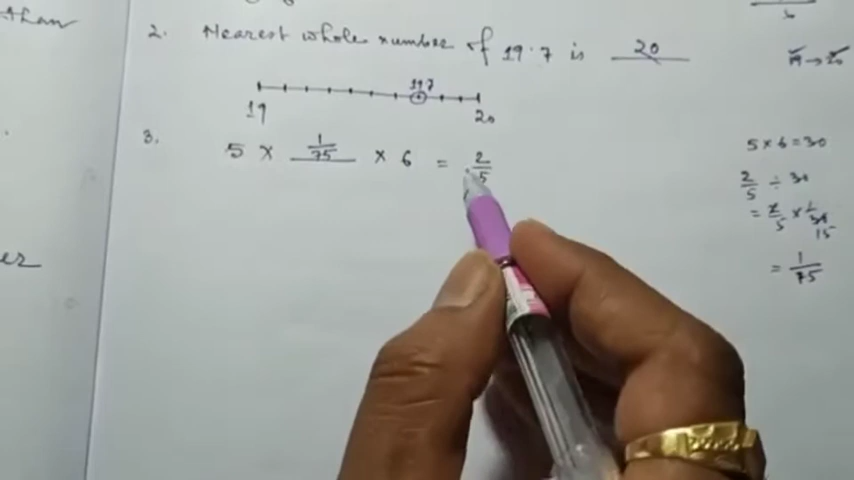 than
2. Nearest whole number of 19.7 is 20
19 → 20
19.7
19 20
3. 5 × 1/75 × 6 = 2/5
5 × 6 = 30
2/5 ÷ 30
= 2/5 × 1/30
15
= 1/75